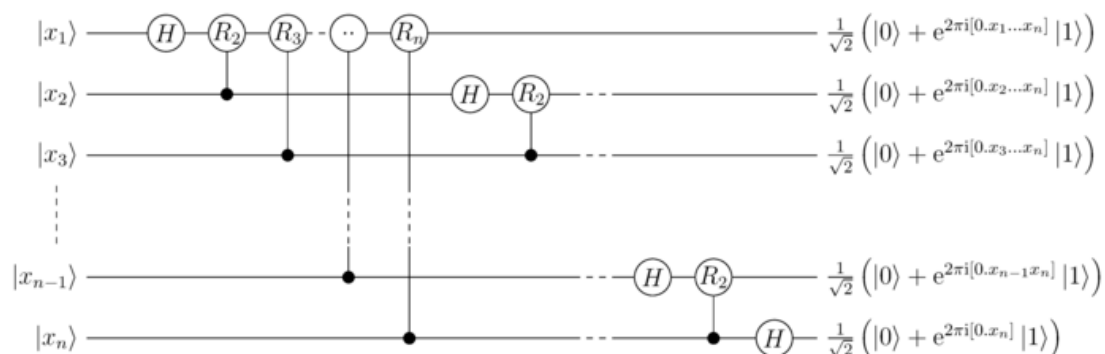 |x₁⟩ H R₂ R₃ ·· Rₙ 1/√2 (|0⟩ + e^{2πi[0.x₁...xₙ]} |1⟩)
|x₂⟩ H R₂ 1/√2 (|0⟩ + e^{2πi[0.x₂...xₙ]} |1⟩)
|x₃⟩ 1/√2 (|0⟩ + e^{2πi[0.x₃...xₙ]} |1⟩)
|xₙ₋₁⟩ H R₂ 1/√2 (|0⟩ + e^{2πi[0.xₙ₋₁xₙ]} |1⟩)
|xₙ⟩ H 1/√2 (|0⟩ + e^{2πi[0.xₙ]} |1⟩)